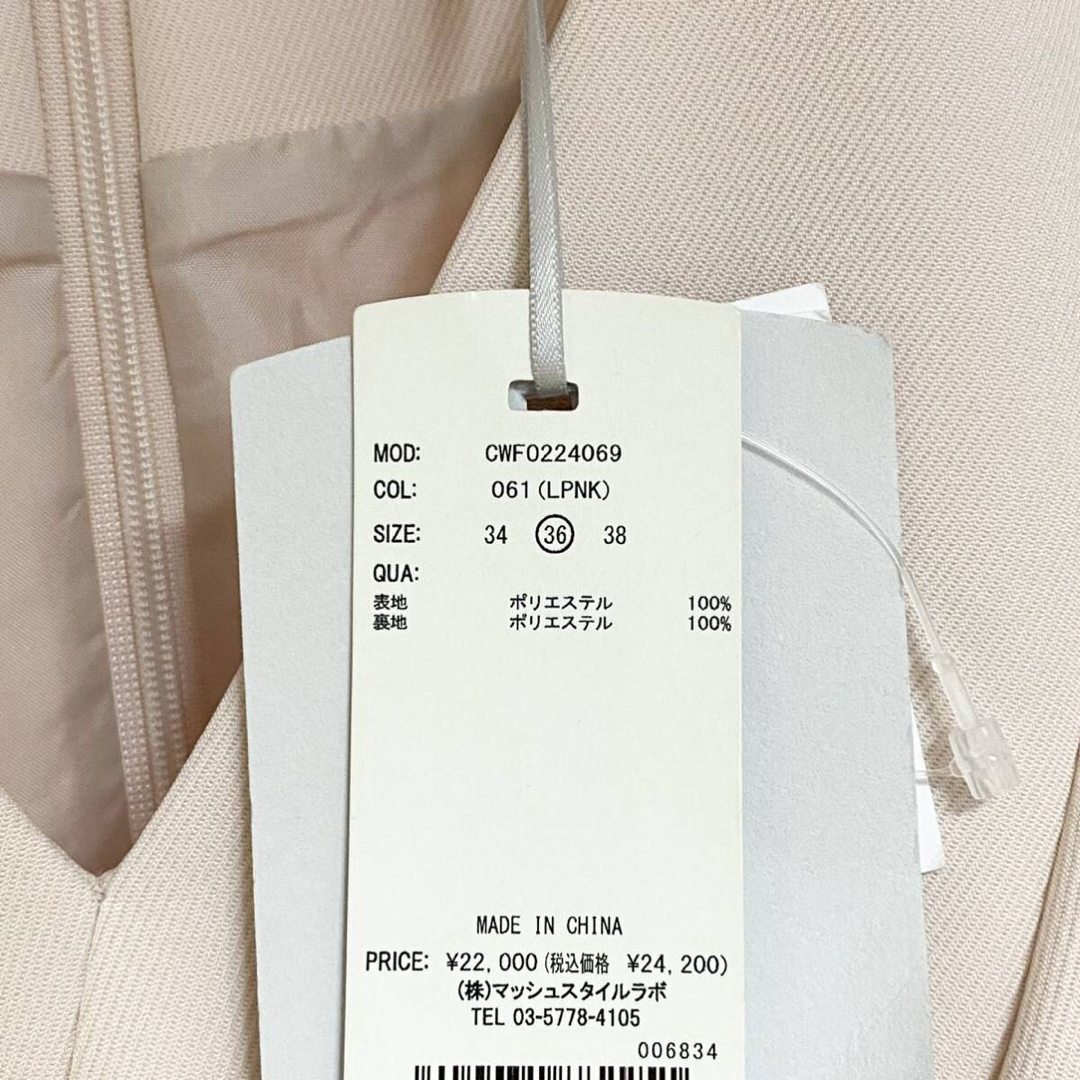 MOD: CWF0224069
COL: 061(LPNK)
SIZE: 34 36 38
QUA:
表地 ポリエステル 100%
裏地 ポリエステル 100%
MADE IN CHINA
PRICE: ¥22,000(税込価格 ¥24,200)
(株)マッシュスタイルラボ
TEL 03-5778-4105
006834